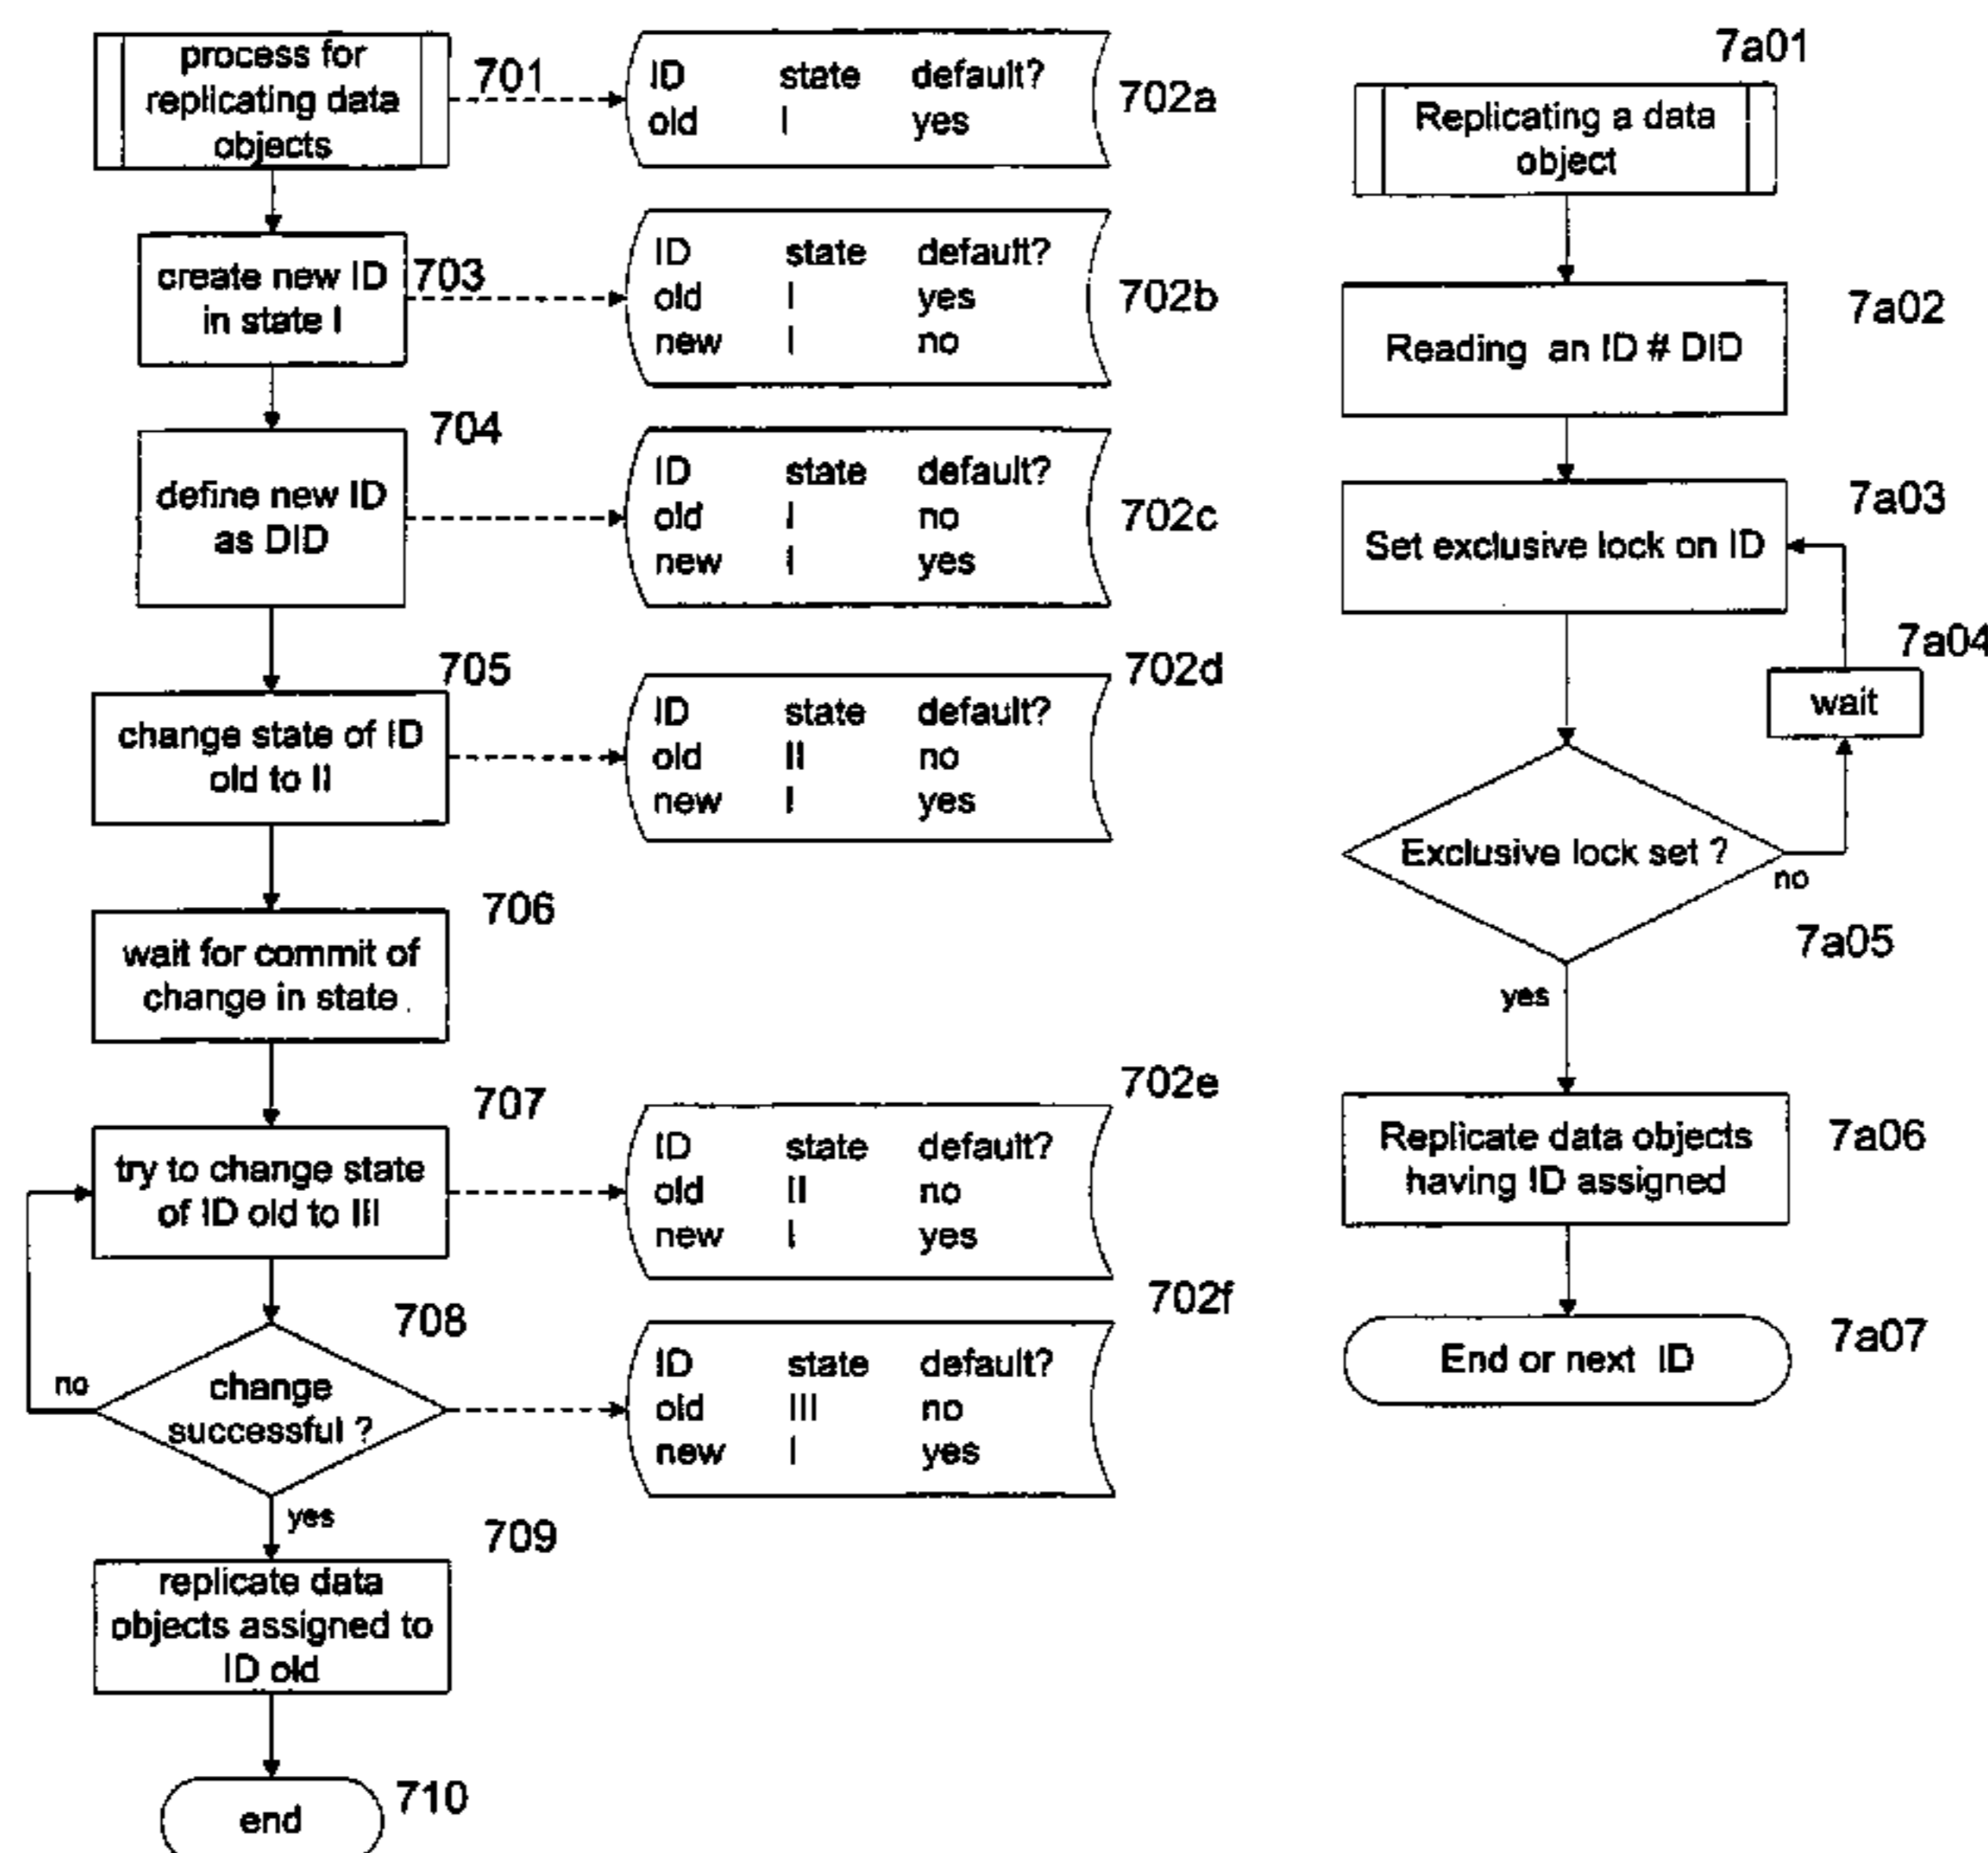 process for
replicating data
objects
701
ID state default?
old I yes
702a
create new ID
in state I
703
ID state default?
old I yes
new I no
702b
define new ID
as DID
704
ID state default?
old I no
new I yes
702c
change state of ID
old to II
705
ID state default?
old II no
new I yes
702d
wait for commit of
change in state
706
try to change state
of ID old to III
707
ID state default?
old II no
new I yes
702e
change
successful ?
708
no
yes
ID state default?
old III no
new I yes
702f
replicate data
objects assigned to
ID old
709
end
710
7a01
Replicating a data
object
Reading an ID # DID
7a02
Set exclusive lock on ID
7a03
wait
7a04
Exclusive lock set ?
no
7a05
yes
Replicate data objects
having ID assigned
7a06
End or next ID
7a07